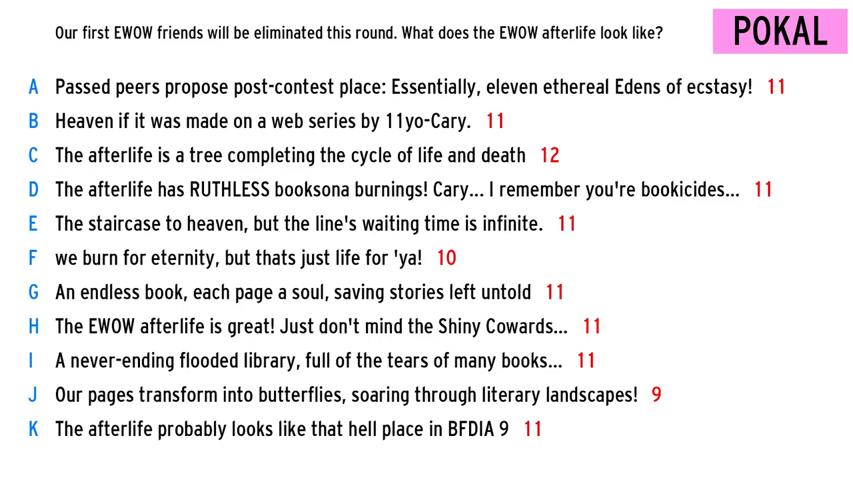 Our first EWOW friends will be eliminated this round. What does the EWOW afterlife look like?
POKAL
A Passed peers propose post-contest place: Essentially, eleven ethereal Edens of ecstasy! 11
B Heaven if it was made on a web series by 11yo-Cary. 11
C The afterlife is a tree completing the cycle of life and death 12
D The afterlife has RUTHLESS booksona burnings! Cary... I remember you're bookicides... 11
E The staircase to heaven, but the line's waiting time is infinite. 11
F we burn for eternity, but thats just life for 'ya! 10
G An endless book, each page a soul, saving stories left untold 11
H The EWOW afterlife is great! Just don't mind the Shiny Cowards... 11
I A never-ending flooded library, full of the tears of many books... 11
J Our pages transform into butterflies, soaring through literary landscapes! 9
K The afterlife probably looks like that hell place in BFDIA 9 11